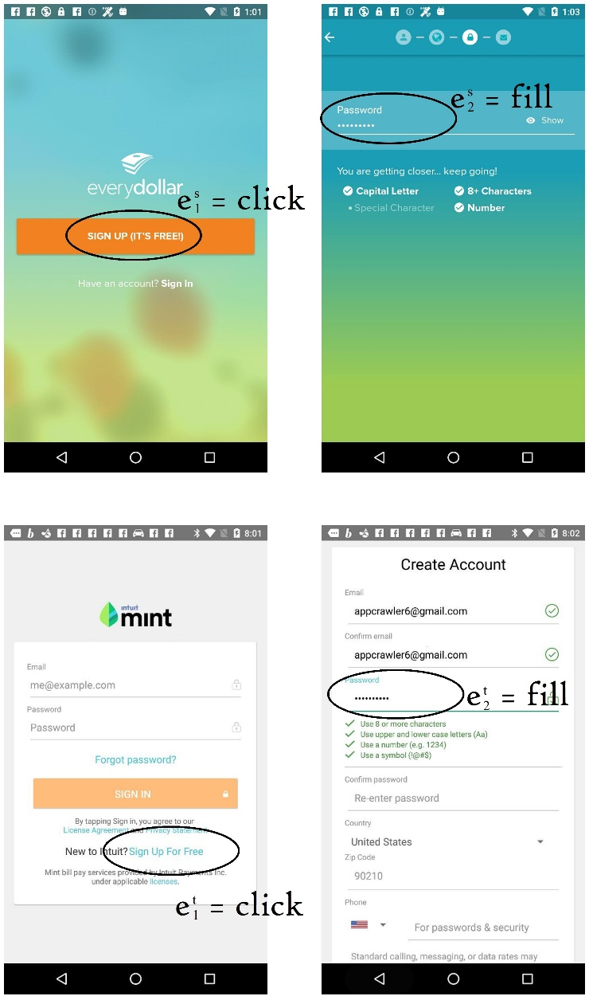 1:01
everydollar
e₁ˢ = click
SIGN UP (IT'S FREE!)
Have an account? Sign In
1:03
Password
•••••••••
Show
e₂ˢ = fill
You are getting closer... keep going!
Capital Letter
8+ Characters
• Special Character
Number
8:01
intuit
mint
Email
me@example.com
Password
Password
Forgot password?
SIGN IN
By tapping Sign in, you agree to our
License Agreement and Privacy Statement.
New to Intuit? Sign Up For Free
Mint bill pay services provided by Intuit Payments Inc.
under applicable licenses.
e₁ᵗ = click
8:02
Create Account
Email
appcrawler6@gmail.com
Confirm email
appcrawler6@gmail.com
Password
••••••••••
e₂ᵗ = fill
Use 8 or more characters
Use upper and lower case letters (Aa)
Use a number (e.g. 1234)
Use a symbol (!@#$)
Confirm password
Re-enter password
Country
United States
Zip Code
90210
Phone
For passwords & security
Standard calling, messaging, or data rates may